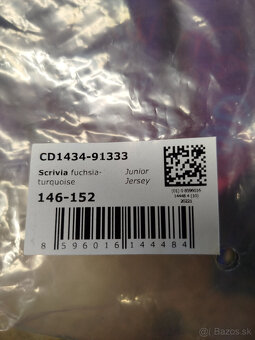 CD1434-91333
Scrivia fuchsia- Junior
turquoise Jersey
146-152
8 596016 144484
bazos.sk